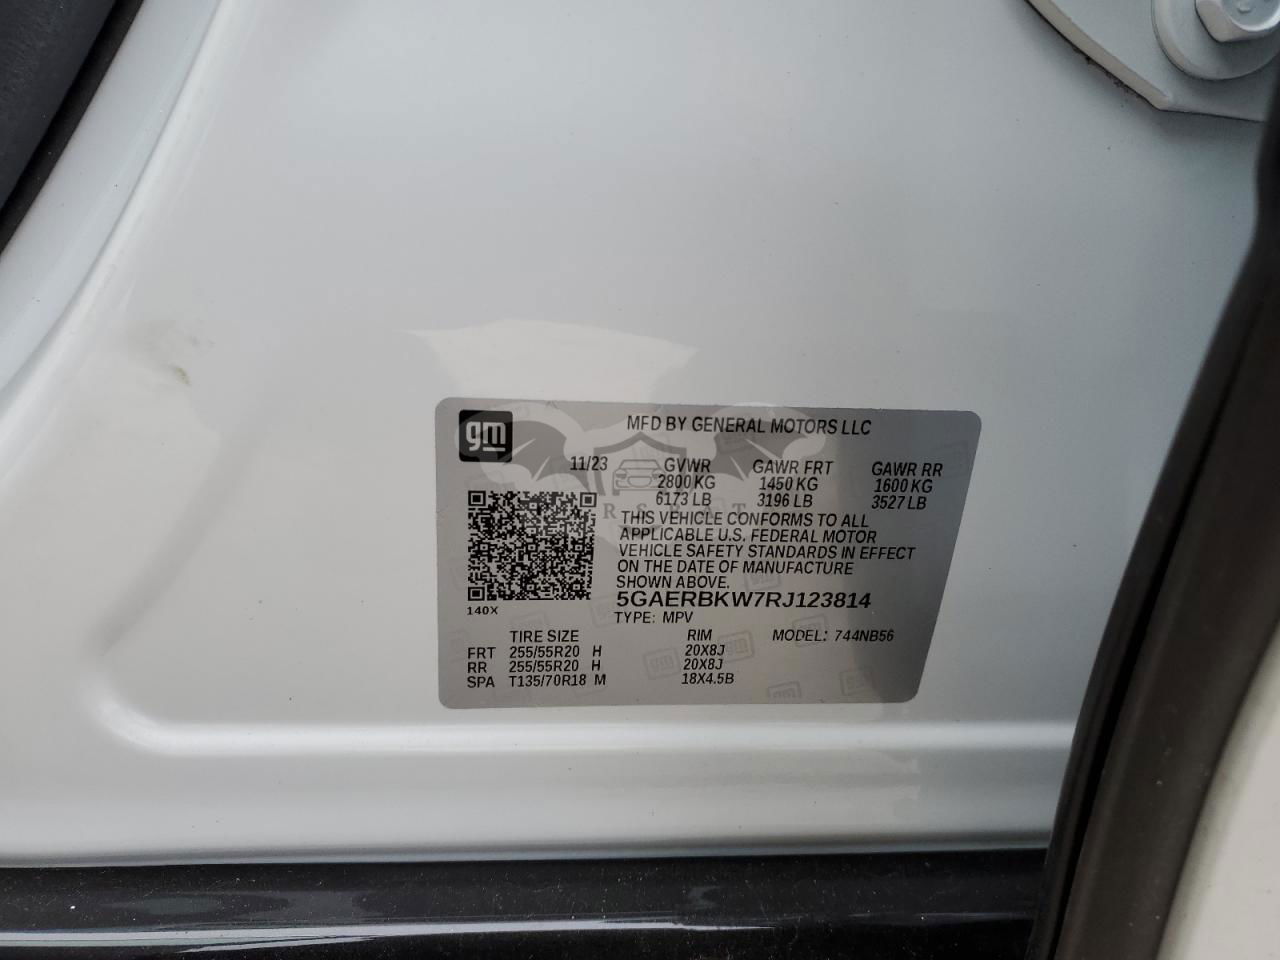 gm
MFD BY GENERAL MOTORS LLC
11/23 GVWR GAWR FRT GAWR RR
2800 KG 1450 KG 1600 KG
6173 LB 3196 LB 3527 LB
THIS VEHICLE CONFORMS TO ALL
APPLICABLE U.S. FEDERAL MOTOR
VEHICLE SAFETY STANDARDS IN EFFECT
ON THE DATE OF MANUFACTURE
SHOWN ABOVE.
5GAERBKW7RJ123814
140X
TYPE: MPV
TIRE SIZE RIM MODEL: 744NB56
FRT 255/55R20 H 20X8J
RR 255/55R20 H 20X8J
SPA T135/70R18 M 18X4.5B